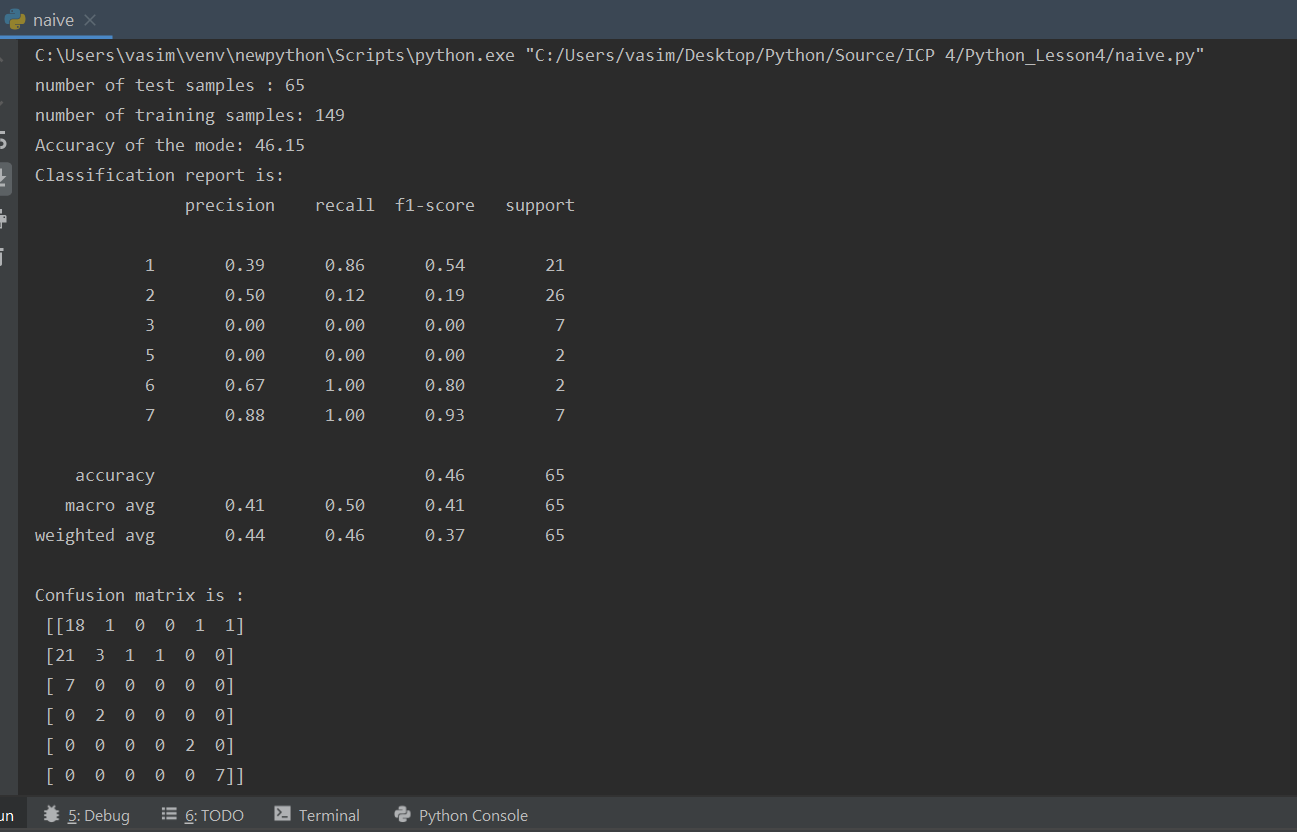 naive
C:\Users\vasim\venv\newpython\Scripts\python.exe "C:/Users/vasim/Desktop/Python/Source/ICP 4/Python_Lesson4/naive.py"
number of test samples : 65
number of training samples: 149
Accuracy of the mode: 46.15
Classification report is:
precision recall f1-score support
1 0.39 0.86 0.54 21
2 0.50 0.12 0.19 26
3 0.00 0.00 0.00 7
5 0.00 0.00 0.00 2
6 0.67 1.00 0.80 2
7 0.88 1.00 0.93 7
accuracy 0.46 65
macro avg 0.41 0.50 0.41 65
weighted avg 0.44 0.46 0.37 65
Confusion matrix is :
[[18 1 0 0 1 1]
[21 3 1 1 0 0]
[ 7 0 0 0 0 0]
[ 0 2 0 0 0 0]
[ 0 0 0 0 2 0]
[ 0 0 0 0 0 7]]
un 5: Debug 6: TODO Terminal Python Console